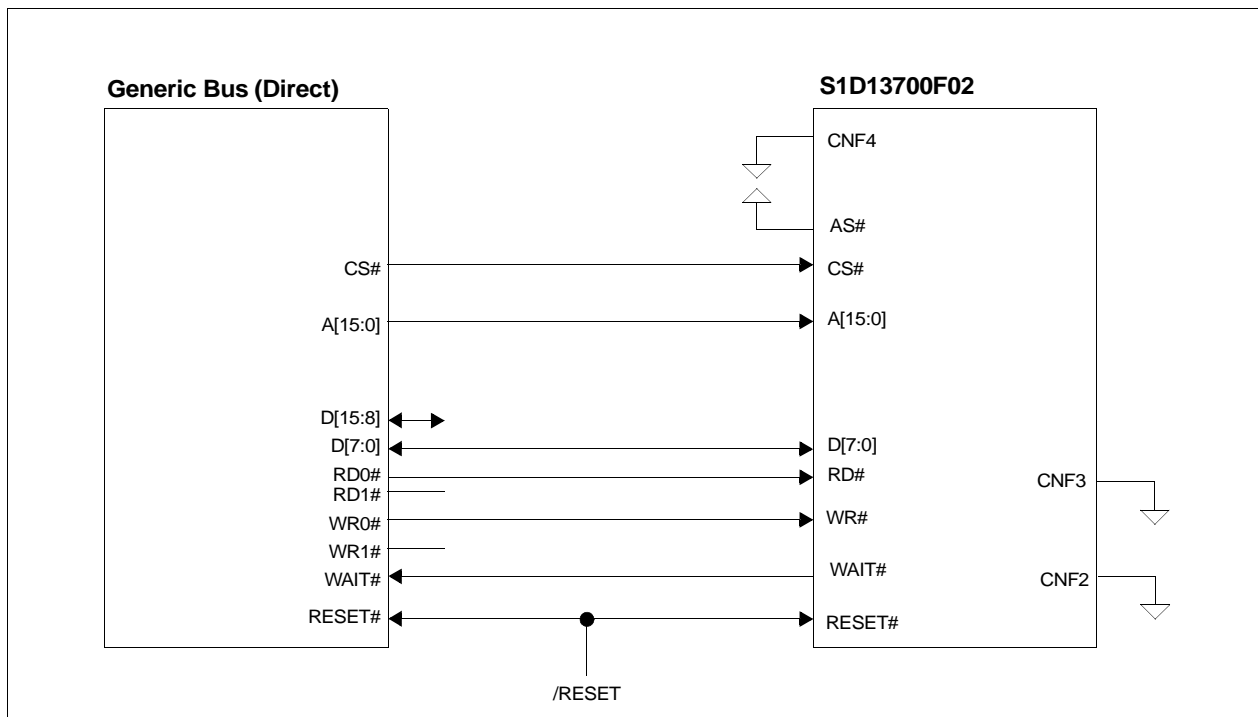 Generic Bus (Direct)
S1D13700F02
CNF4
AS#
CS#
CS#
A[15:0]
A[15:0]
D[15:8]
D[7:0]
D[7:0]
RD0#
RD#
RD1#
CNF3
WR0#
WR#
WR1#
WAIT#
WAIT#
CNF2
RESET#
RESET#
/RESET